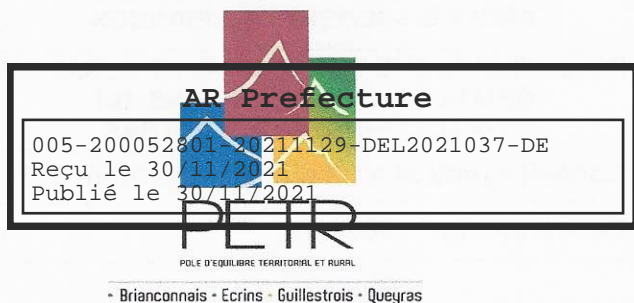 AR Prefecture
005-200052801-20211129-DEL2021037-DE
Reçu le 30/11/2021
Publié le 30/11/2021
PETR
POLE D'EQUILIBRE TERRITORIAL ET RURAL
- Brianconnais - Ecrins - Guillestrois - Queyras